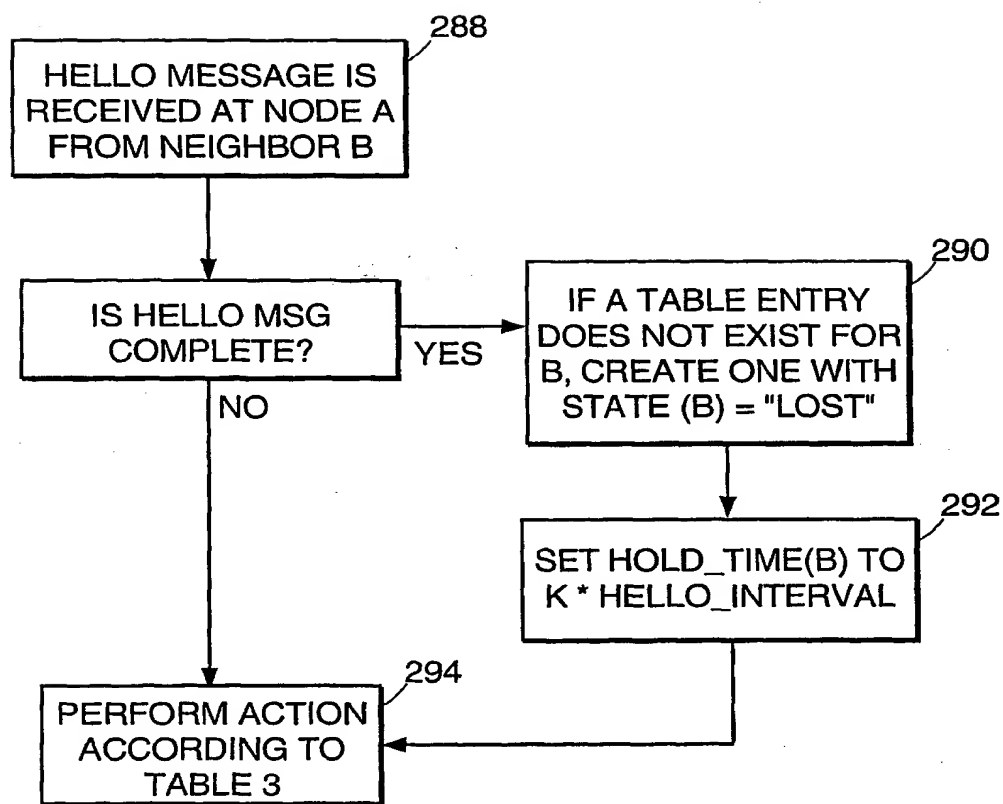 288
HELLO MESSAGE IS
RECEIVED AT NODE A
FROM NEIGHBOR B
IS HELLO MSG
COMPLETE?
YES
NO
290
IF A TABLE ENTRY
DOES NOT EXIST FOR
B, CREATE ONE WITH
STATE (B) = "LOST"
292
SET HOLD_TIME(B) TO
K * HELLO_INTERVAL
294
PERFORM ACTION
ACCORDING TO
TABLE 3